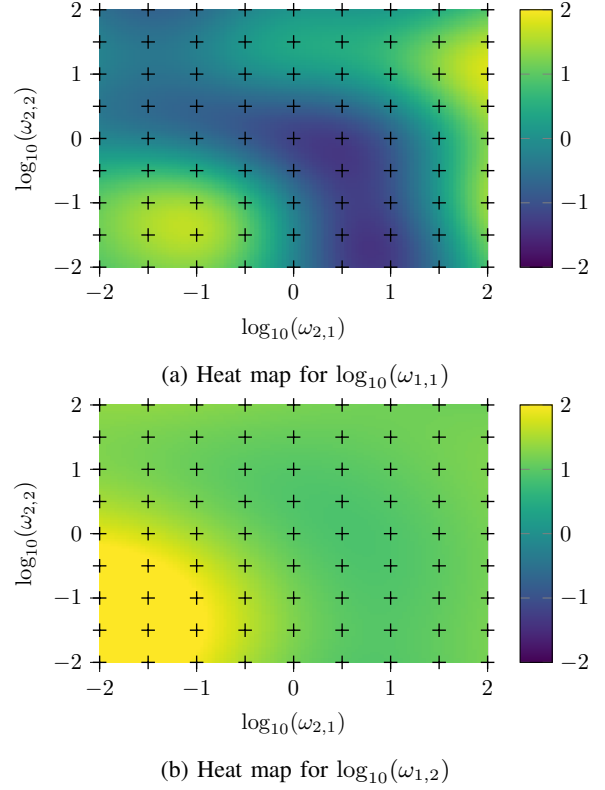 2
1
0
−1
−2
log₁₀(ω₂,₂)
−2 −1 0 1 2
log₁₀(ω₂,₁)
2
1
0
−1
−2
(a) Heat map for log₁₀(ω₁,₁)
2
1
0
−1
−2
log₁₀(ω₂,₂)
−2 −1 0 1 2
log₁₀(ω₂,₁)
2
1
0
−1
−2
(b) Heat map for log₁₀(ω₁,₂)